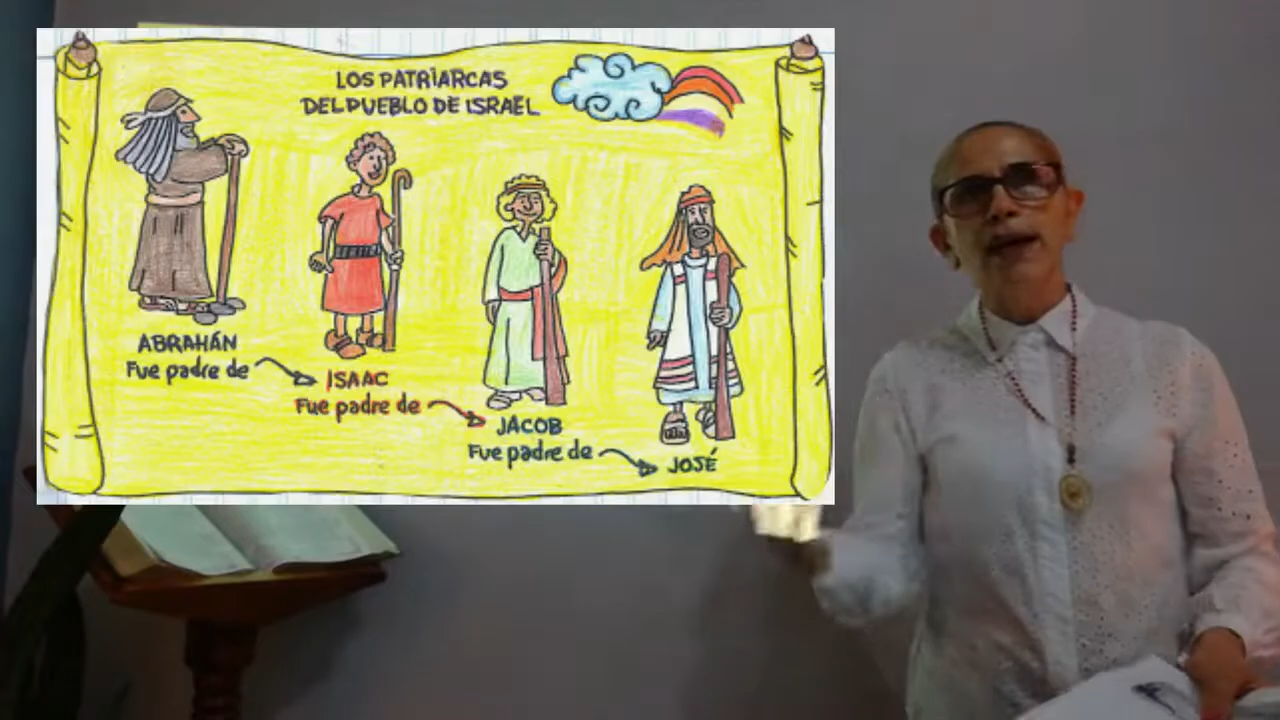 LOS PATRIARCAS
DEL PUEBLO DE ISRAEL
ABRAHÁN
Fue padre de
ISAAC
Fue padre de
JACOB
Fue padre de
JOSÉ